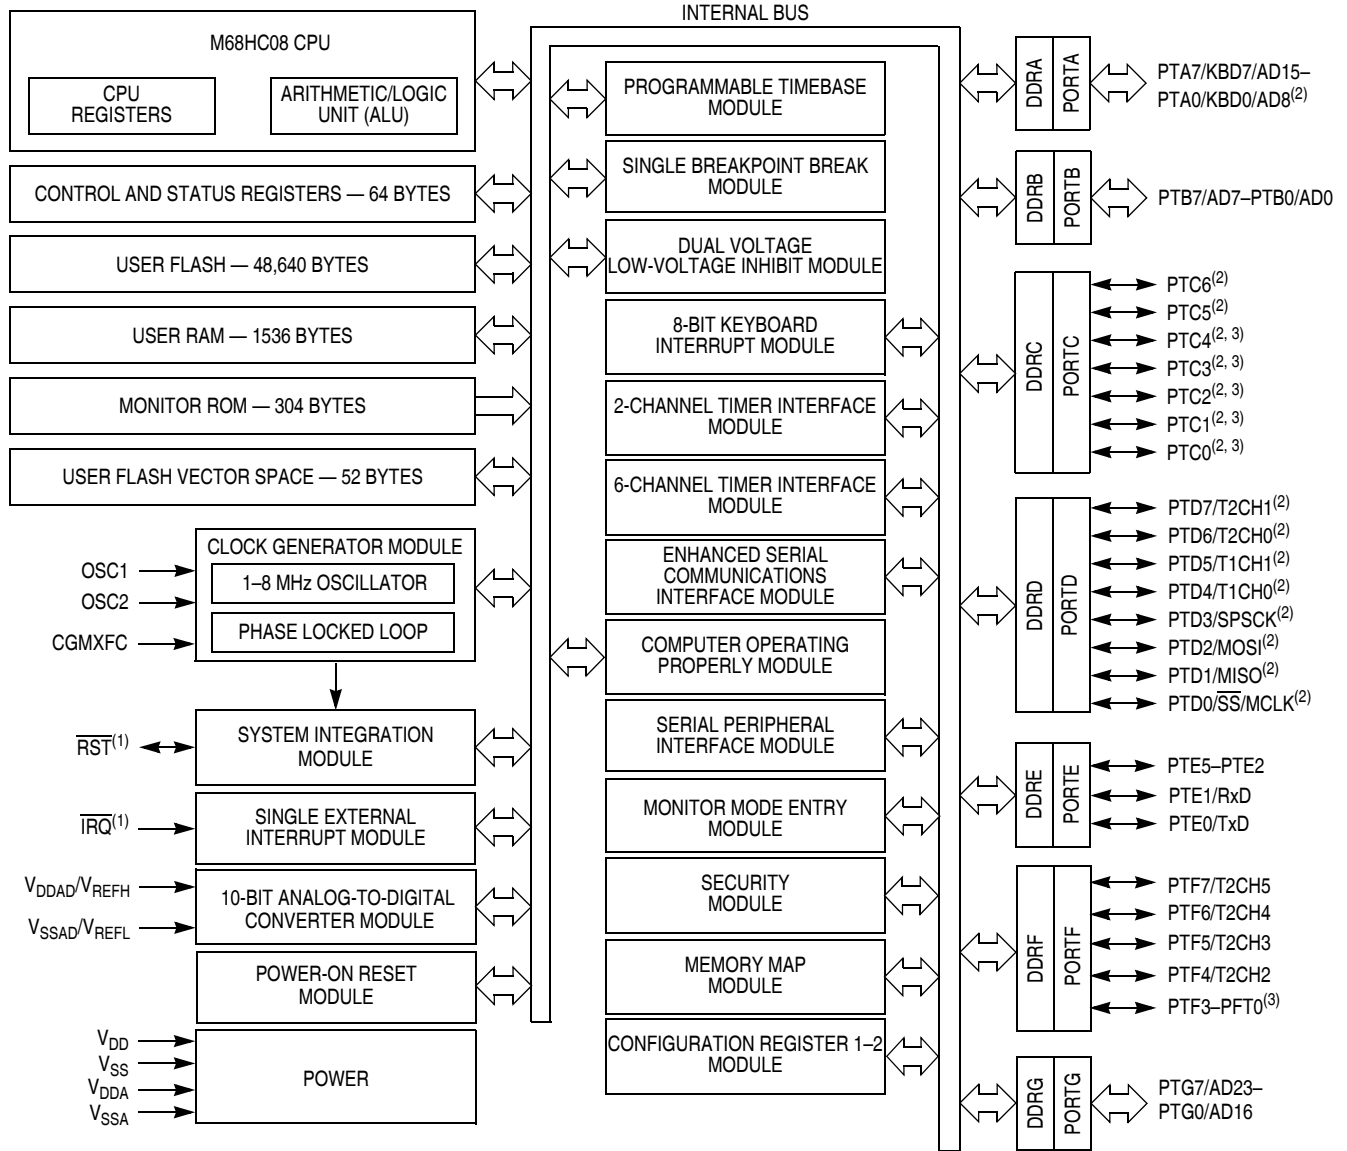 INTERNAL BUS
M68HC08 CPU
CPU
REGISTERS
ARITHMETIC/LOGIC
UNIT (ALU)
CONTROL AND STATUS REGISTERS — 64 BYTES
USER FLASH — 48,640 BYTES
USER RAM — 1536 BYTES
MONITOR ROM — 304 BYTES
USER FLASH VECTOR SPACE — 52 BYTES
CLOCK GENERATOR MODULE
1–8 MHz OSCILLATOR
PHASE LOCKED LOOP
OSC1
OSC2
CGMXFC
SYSTEM INTEGRATION
MODULE
RST(1)
SINGLE EXTERNAL
INTERRUPT MODULE
IRQ(1)
10-BIT ANALOG-TO-DIGITAL
CONVERTER MODULE
VDDAD/VREFH
VSSAD/VREFL
POWER-ON RESET
MODULE
POWER
VDD
VSS
VDDA
VSSA
PROGRAMMABLE TIMEBASE
MODULE
SINGLE BREAKPOINT BREAK
MODULE
DUAL VOLTAGE
LOW-VOLTAGE INHIBIT MODULE
8-BIT KEYBOARD
INTERRUPT MODULE
2-CHANNEL TIMER INTERFACE
MODULE
6-CHANNEL TIMER INTERFACE
MODULE
ENHANCED SERIAL
COMMUNICATIONS
INTERFACE MODULE
COMPUTER OPERATING
PROPERLY MODULE
SERIAL PERIPHERAL
INTERFACE MODULE
MONITOR MODE ENTRY
MODULE
SECURITY
MODULE
MEMORY MAP
MODULE
CONFIGURATION REGISTER 1–2
MODULE
DDRA
PORTA
PTA7/KBD7/AD15–
PTA0/KBD0/AD8(2)
DDRB
PORTB
PTB7/AD7–PTB0/AD0
DDRC
PORTC
PTC6(2)
PTC5(2)
PTC4(2, 3)
PTC3(2, 3)
PTC2(2, 3)
PTC1(2, 3)
PTC0(2, 3)
DDRD
PORTD
PTD7/T2CH1(2)
PTD6/T2CH0(2)
PTD5/T1CH1(2)
PTD4/T1CH0(2)
PTD3/SPSCK(2)
PTD2/MOSI(2)
PTD1/MISO(2)
PTD0/SS/MCLK(2)
DDRE
PORTE
PTE5–PTE2
PTE1/RxD
PTE0/TxD
DDRF
PORTF
PTF7/T2CH5
PTF6/T2CH4
PTF5/T2CH3
PTF4/T2CH2
PTF3–PFT0(3)
DDRG
PORTG
PTG7/AD23–
PTG0/AD16